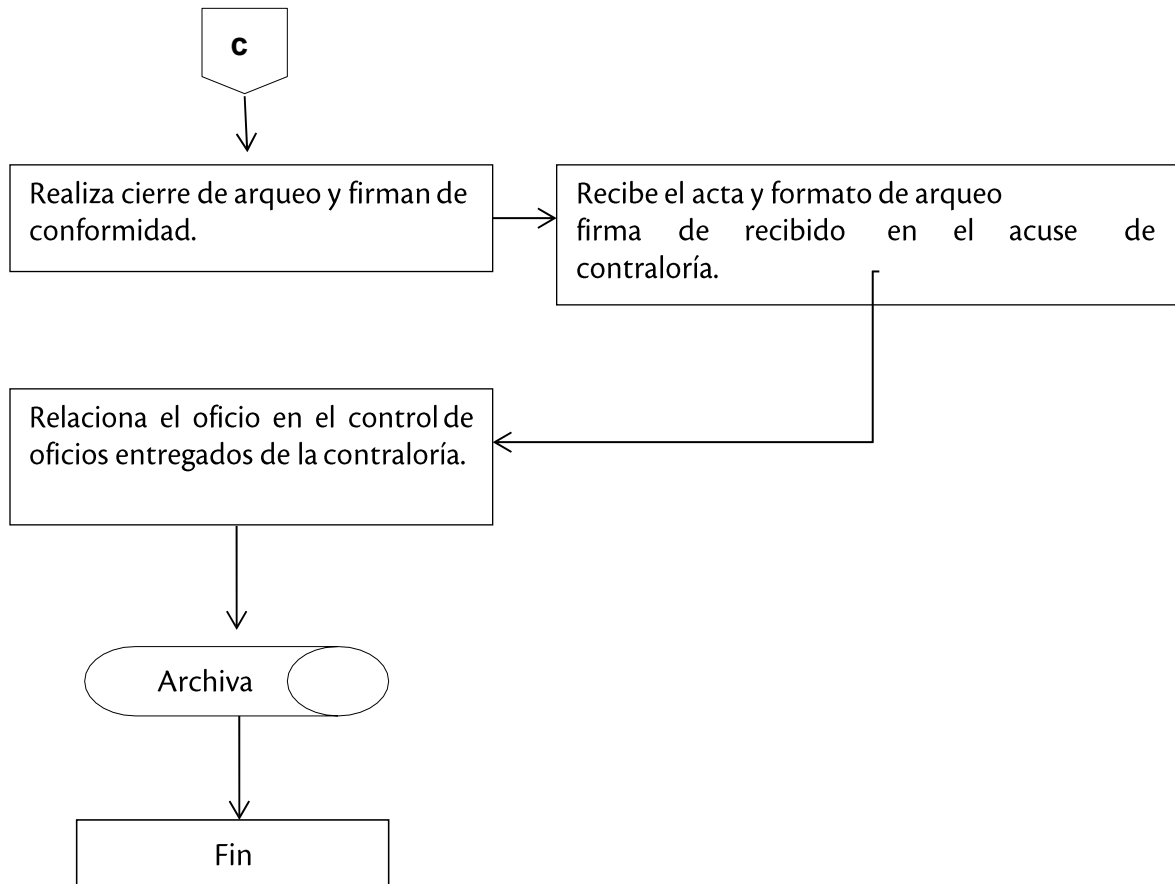 c
Realiza cierre de arqueo y firman de
conformidad.
Recibe el acta y formato de arqueo
firma de recibido en el acuse de
contraloría.
Relaciona el oficio en el control de
oficios entregados de la contraloría.
Archiva
Fin